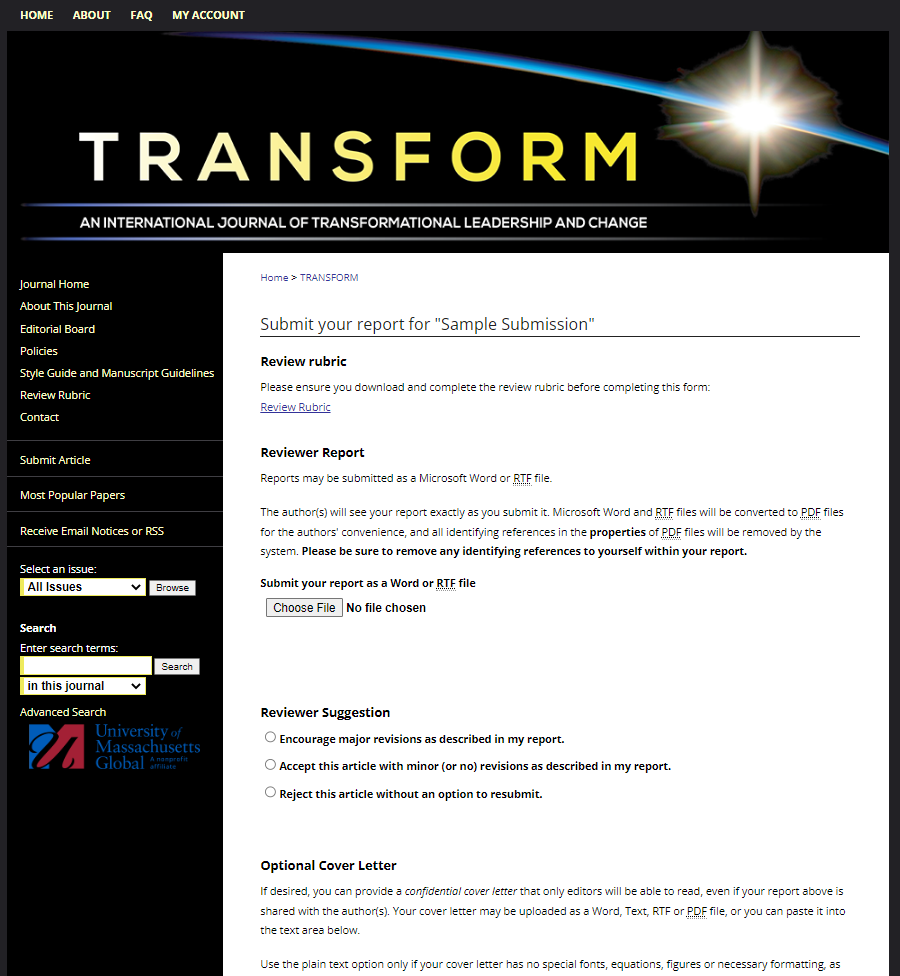 HOME ABOUT FAQ MY ACCOUNT
TRANSFORM
AN INTERNATIONAL JOURNAL OF TRANSFORMATIONAL LEADERSHIP AND CHANGE
Journal Home
About This Journal
Editorial Board
Policies
Style Guide and Manuscript Guidelines
Review Rubric
Contact
Submit Article
Most Popular Papers
Receive Email Notices or RSS
Select an issue:
All Issues Browse
Search
Enter search terms:
Search
in this journal
Advanced Search
University of
Massachusetts
Global A nonprofit
affiliate
Home > TRANSFORM
Submit your report for "Sample Submission"
Review rubric
Please ensure you download and complete the review rubric before completing this form:
Review Rubric
Reviewer Report
Reports may be submitted as a Microsoft Word or RTF file.
The author(s) will see your report exactly as you submit it. Microsoft Word and RTF files will be converted to PDF files
for the authors' convenience, and all identifying references in the properties of PDF files will be removed by the
system. Please be sure to remove any identifying references to yourself within your report.
Submit your report as a Word or RTF file
Choose File No file chosen
Reviewer Suggestion
Encourage major revisions as described in my report.
Accept this article with minor (or no) revisions as described in my report.
Reject this article without an option to resubmit.
Optional Cover Letter
If desired, you can provide a confidential cover letter that only editors will be able to read, even if your report above is
shared with the author(s). Your cover letter may be uploaded as a Word, Text, RTF or PDF file, or you can paste it into
the text area below.
Use the plain text option only if your cover letter has no special fonts, equations, figures or necessary formatting, as